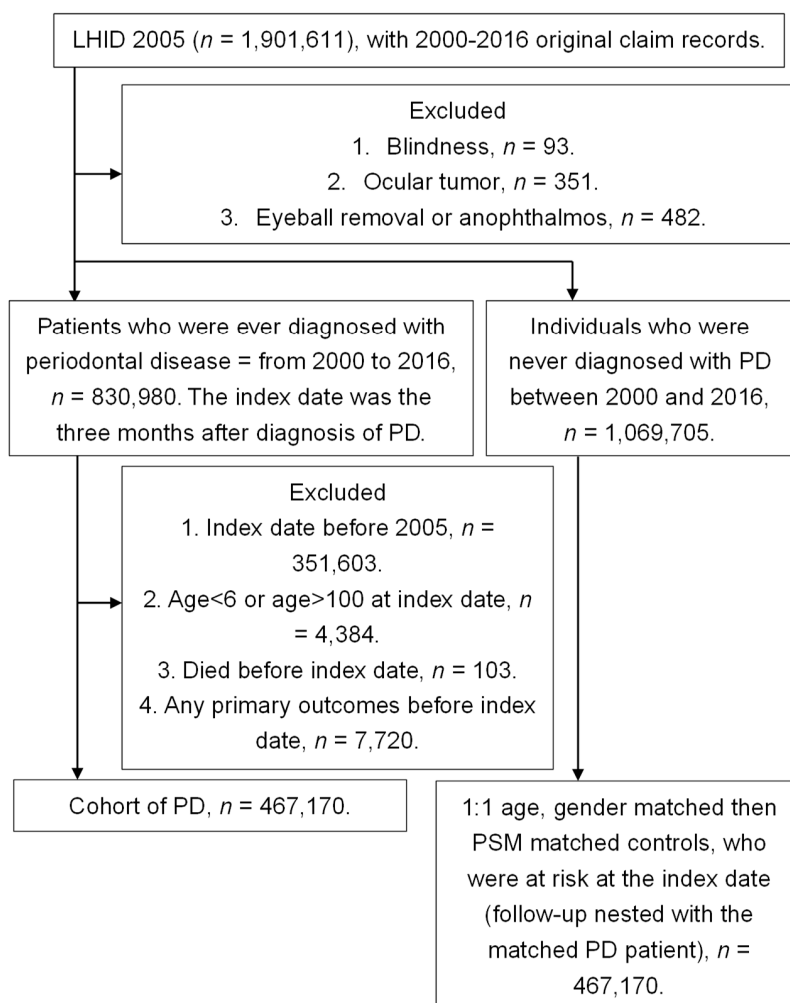 LHID 2005 (n = 1,901,611), with 2000-2016 original claim records.
Excluded
1. Blindness, n = 93.
2. Ocular tumor, n = 351.
3. Eyeball removal or anophthalmos, n = 482.
Patients who were ever diagnosed with
periodontal disease = from 2000 to 2016,
n = 830,980. The index date was the
three months after diagnosis of PD.
Individuals who were
never diagnosed with PD
between 2000 and 2016,
n = 1,069,705.
Excluded
1. Index date before 2005, n =
351,603.
2. Age<6 or age>100 at index date, n
= 4,384.
3. Died before index date, n = 103.
4. Any primary outcomes before index
date, n = 7,720.
Cohort of PD, n = 467,170.
1:1 age, gender matched then
PSM matched controls, who
were at risk at the index date
(follow-up nested with the
matched PD patient), n =
467,170.